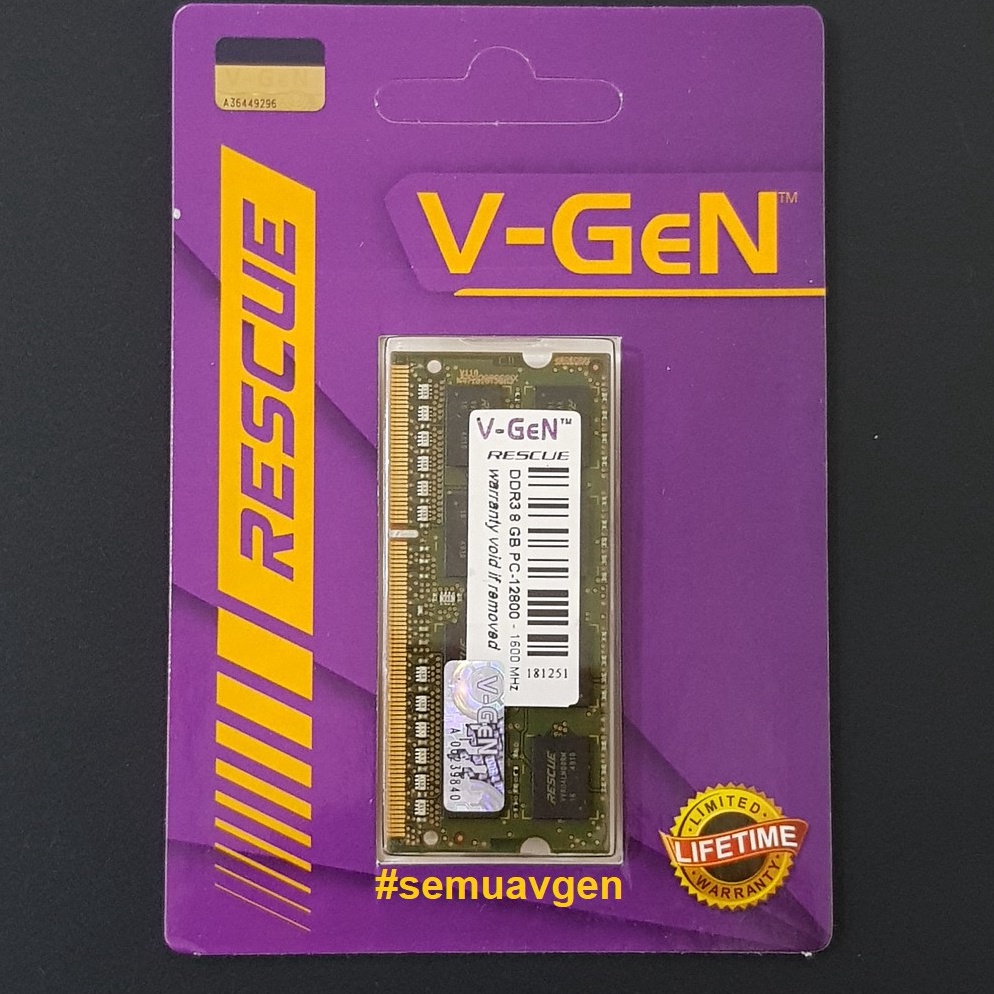 V-GeN
A36449296
RESCUE
V-GeN™
V-GeN™
RESCUE
DDR3 8 GB PC-12800 - 1600 MHz
warranty void if removed
181251
V-GEN
RESCUE
LIMITED
LIFETIME
WARRANTY
#semuavgen